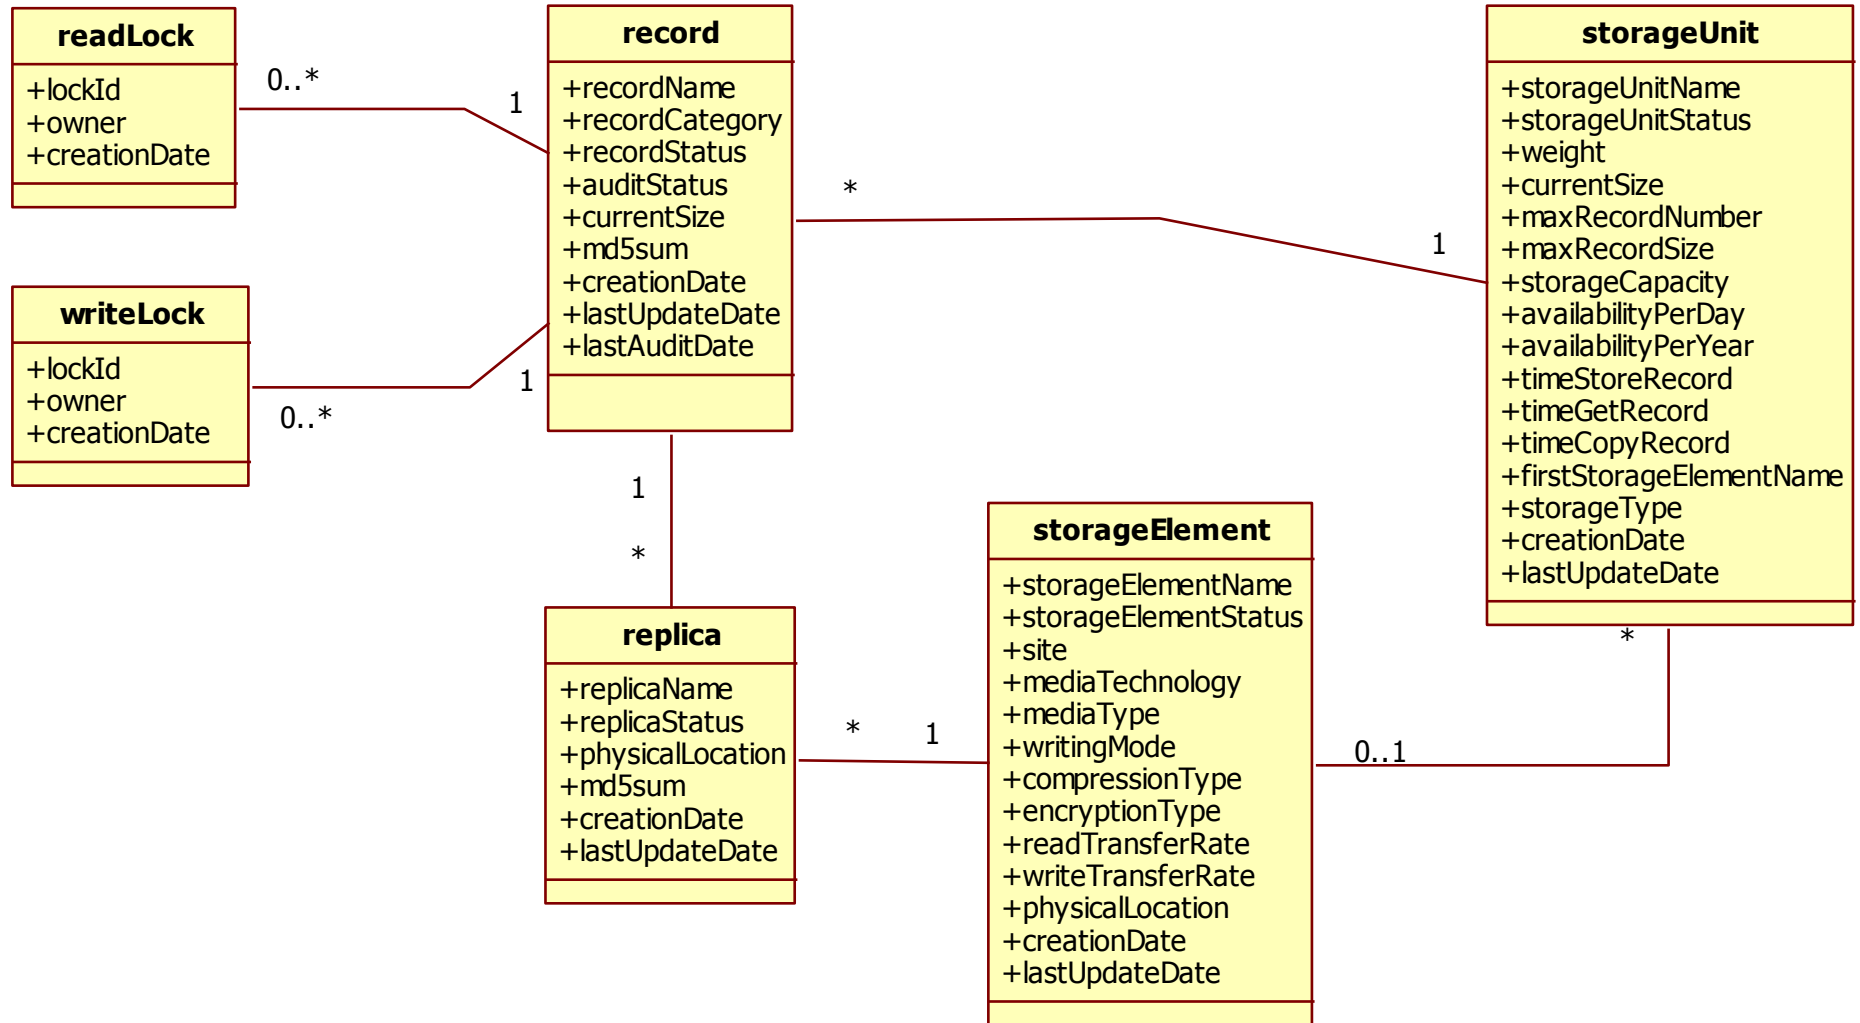 readLock
+lockId
+owner
+creationDate
0..*
1
record
+recordName
+recordCategory
+recordStatus
+auditStatus
+currentSize
+md5sum
+creationDate
+lastUpdateDate
+lastAuditDate
*
1
storageUnit
+storageUnitName
+storageUnitStatus
+weight
+currentSize
+maxRecordNumber
+maxRecordSize
+storageCapacity
+availabilityPerDay
+availabilityPerYear
+timeStoreRecord
+timeGetRecord
+timeCopyRecord
+firstStorageElementName
+storageType
+creationDate
+lastUpdateDate
writeLock
+lockId
+owner
+creationDate
0..*
1
1
*
replica
+replicaName
+replicaStatus
+physicalLocation
+md5sum
+creationDate
+lastUpdateDate
*
1
storageElement
+storageElementName
+storageElementStatus
+site
+mediaTechnology
+mediaType
+writingMode
+compressionType
+encryptionType
+readTransferRate
+writeTransferRate
+physicalLocation
+creationDate
+lastUpdateDate
0..1
*